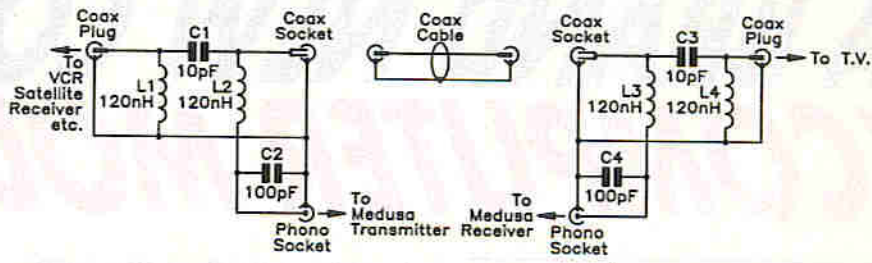 Coax
Plug
C1
10pF
Coax
Socket
Coax
Cable
Coax
Socket
C3
10pF
Coax
Plug
To
VCR
Satellite
Receiver
etc.
L1
120nH
L2
120nH
C2
100pF
To
Medusa
Transmitter
Phono
Socket
L3
120nH
L4
120nH
To T.V.
C4
100pF
To
Medusa
Receiver
Phono
Socket